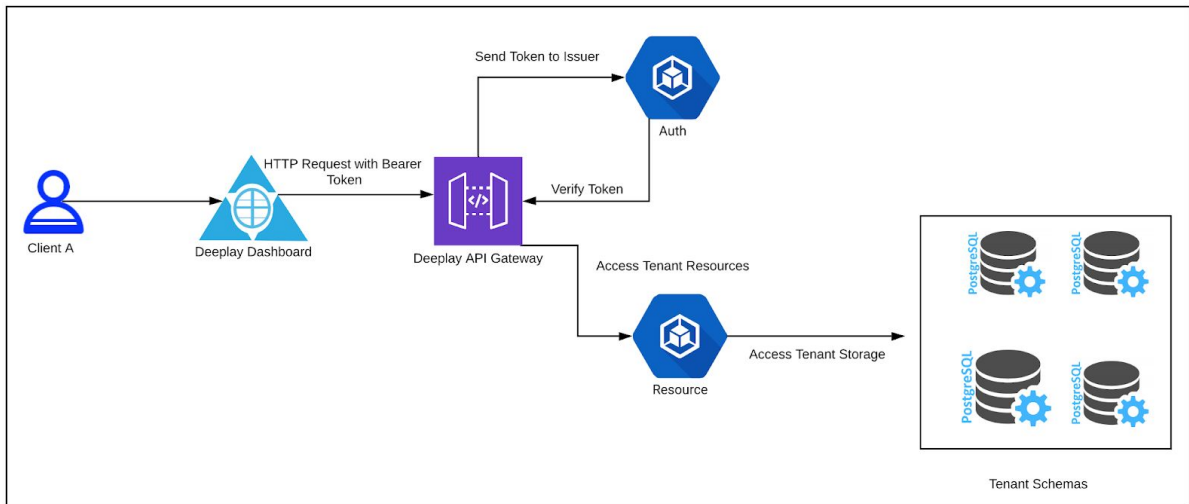 Send Token to Issuer
Auth
HTTP Request with Bearer
Token
Verify Token
Client A
Deeplay Dashboard
Deeplay API Gateway
Access Tenant Resources
Resource
Access Tenant Storage
PostgreSQL
PostgreSQL
PostgreSQL
PostgreSQL
Tenant Schemas